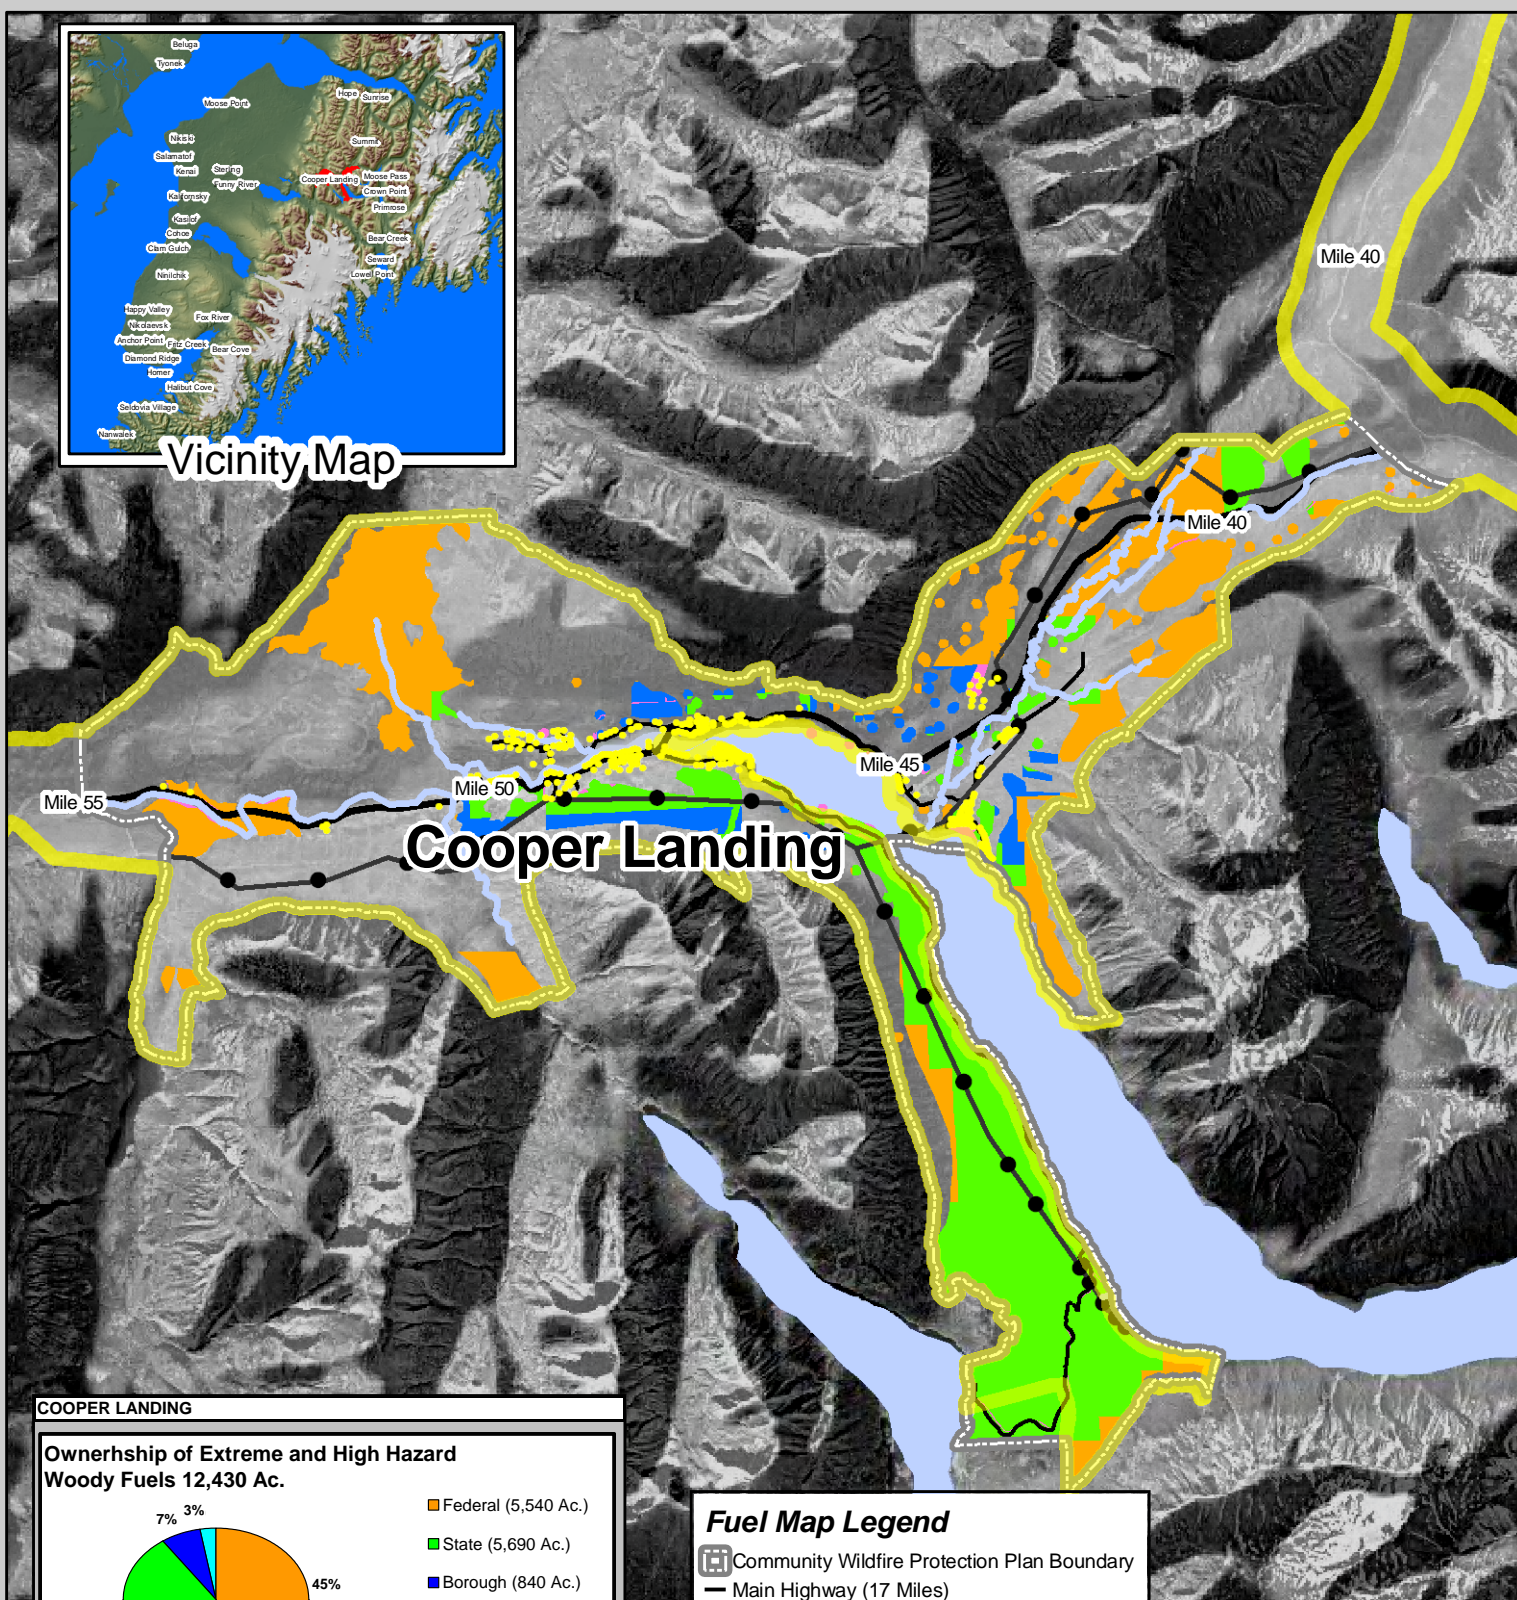 Beluga
Tyonek
Moose Point
Hope
Sunrise
Nikiski
Summit
Salamatof
Kenai
Sterling
Funny River
Cooper Landing
Moose Pass
Crown Point
Kalifornsky
Primrose
Kasilof
Cohoe
Bear Creek
Clam Gulch
Seward
Ninilchik
Lowell Point
Happy Valley
Fox River
Nikolaevsk
Anchor Point
Fritz Creek
Bear Cove
Diamond Ridge
Homer
Halibut Cove
Seldovia Village
Nanwalek
Vicinity Map
Mile 40
Mile 40
Mile 45
Mile 50
Mile 55
Cooper Landing
COOPER LANDING
Ownerhship of Extreme and High Hazard
Woody Fuels 12,430 Ac.
7%
3%
45%
Federal (5,540 Ac.)
State (5,690 Ac.)
Borough (840 Ac.)
Fuel Map Legend
Community Wildfire Protection Plan Boundary
Main Highway (17 Miles)